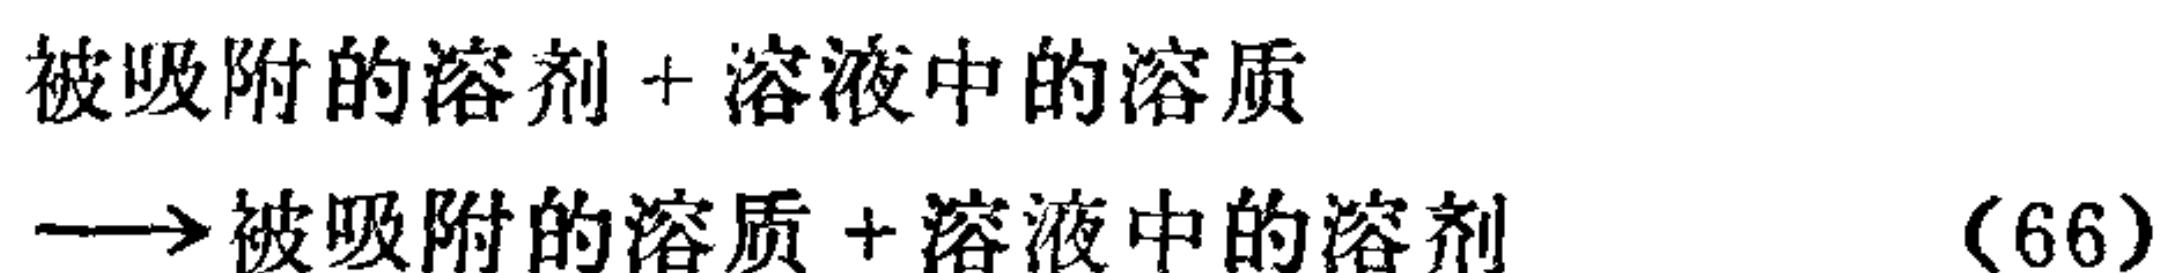 被吸附的溶剂 + 溶液中的溶质
⟶被吸附的溶质 + 溶液中的溶剂 (66)